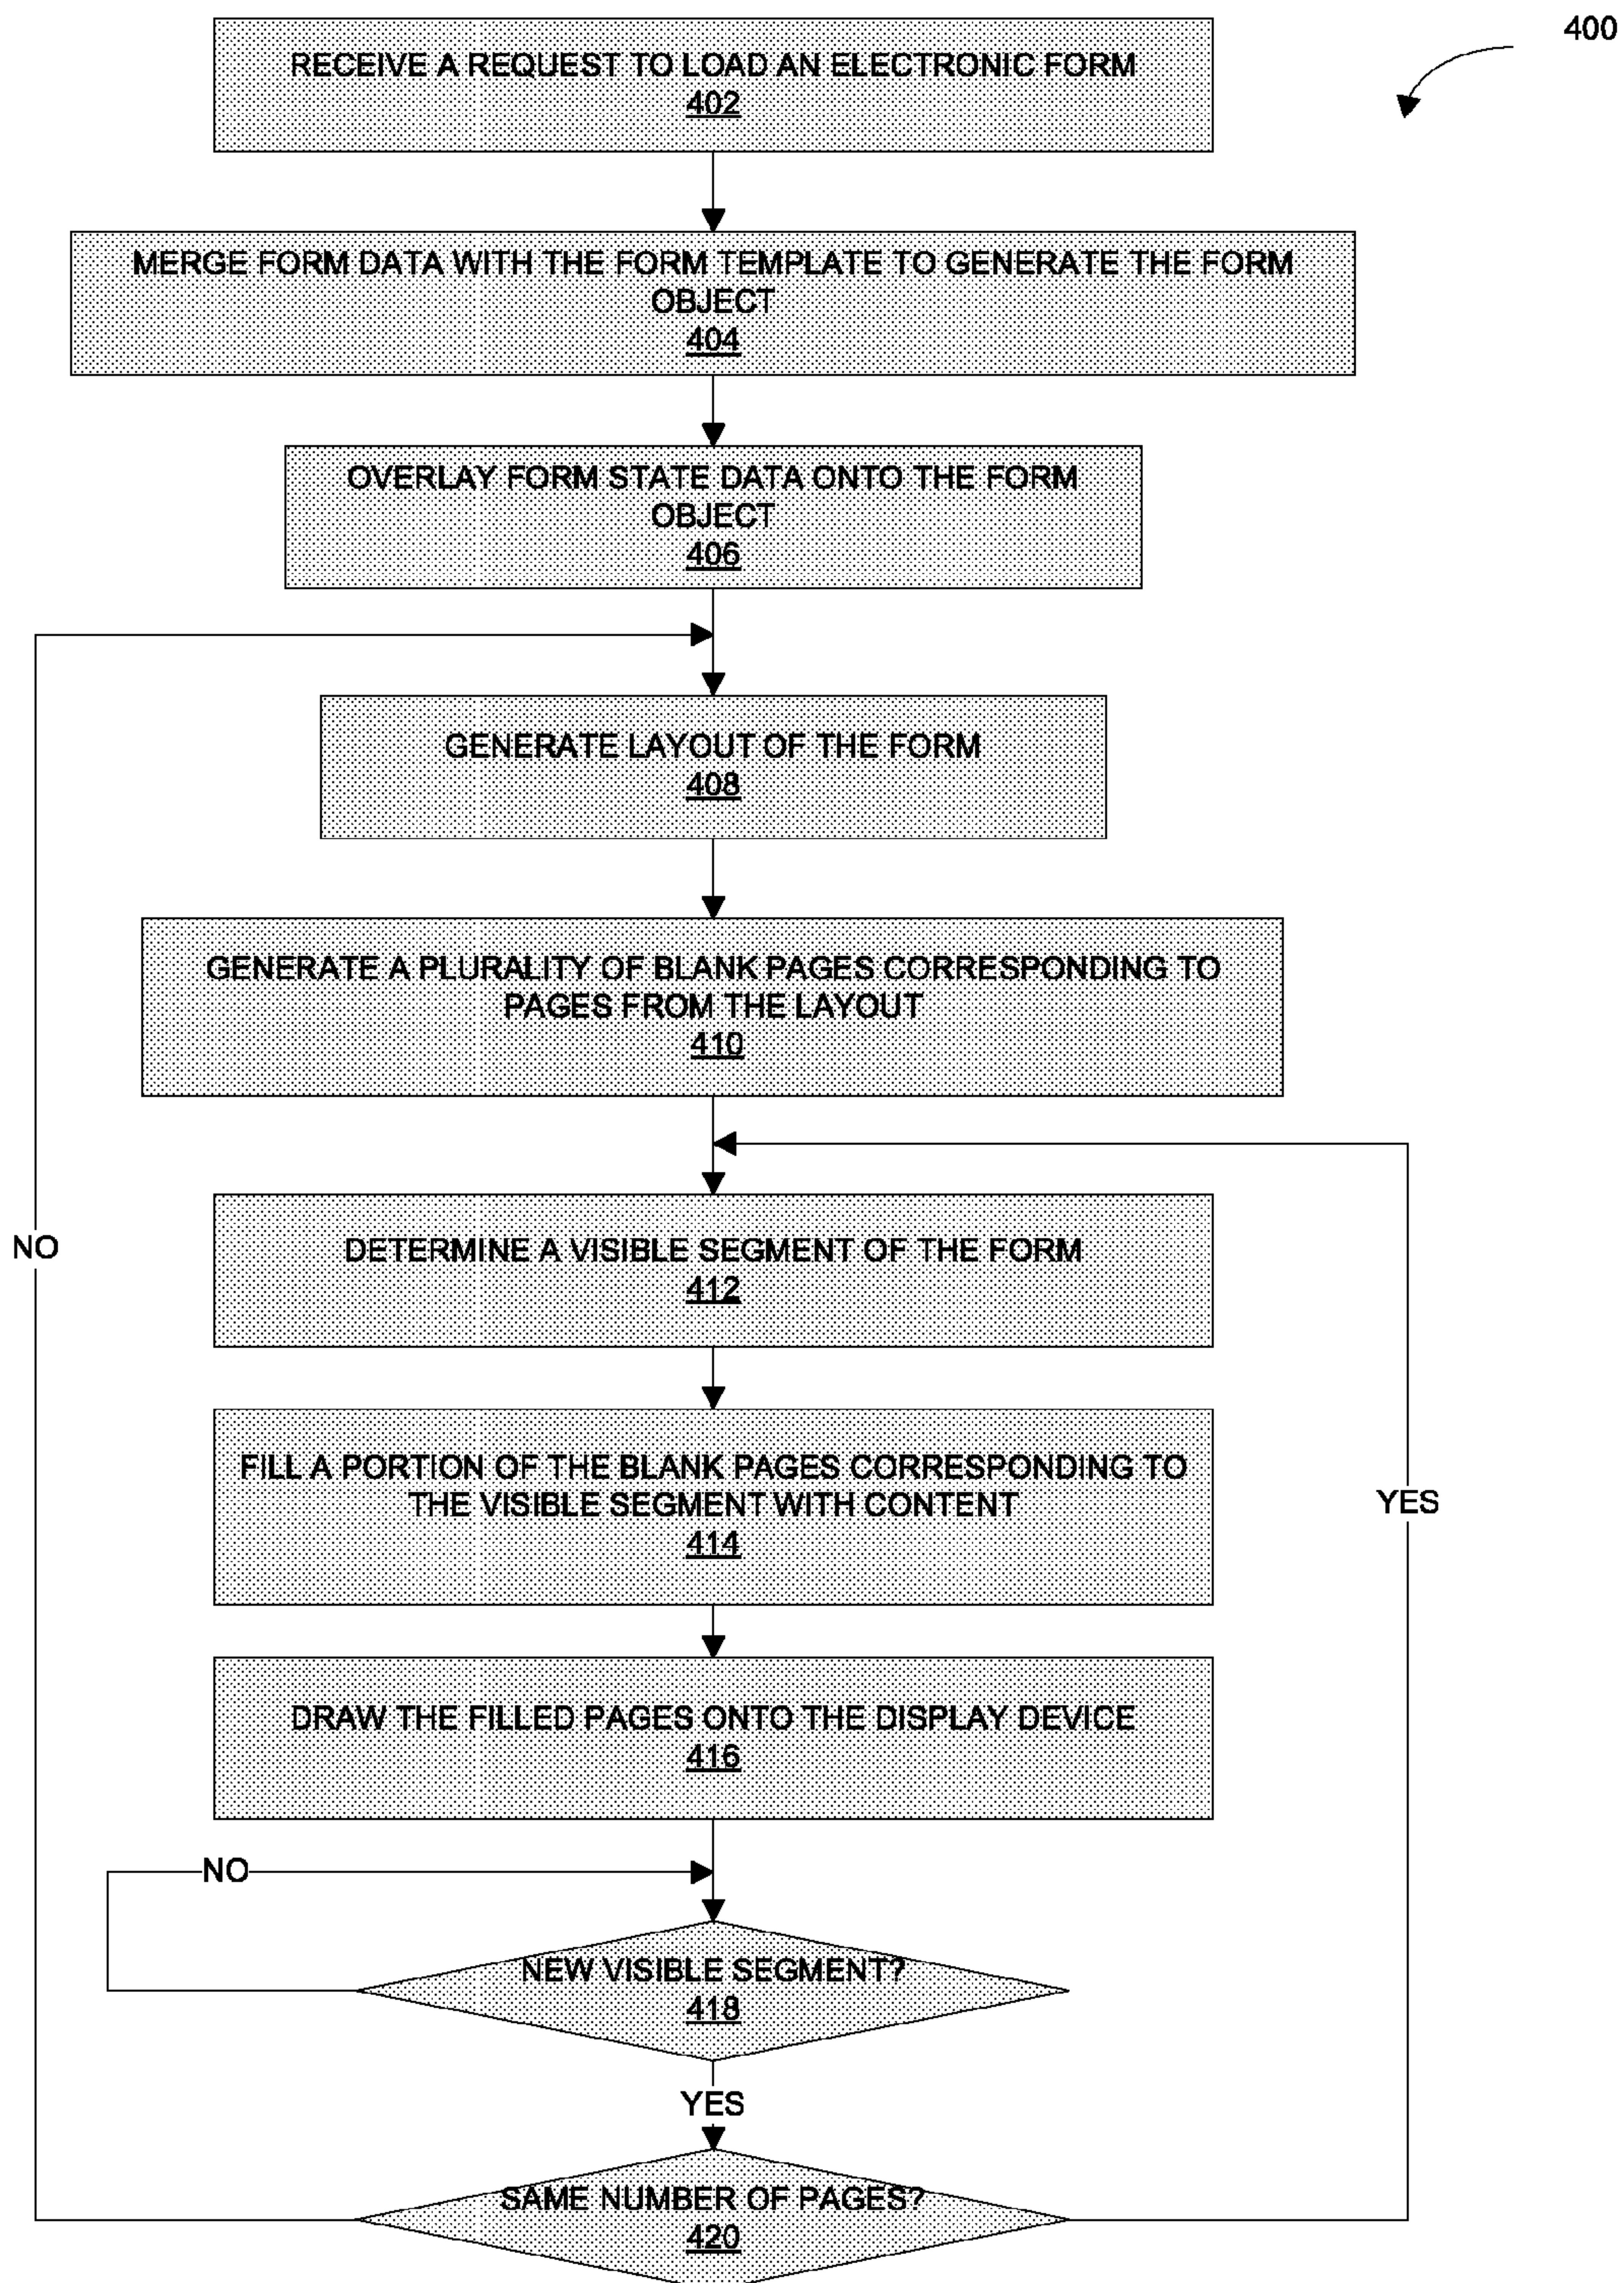 400
RECEIVE A REQUEST TO LOAD AN ELECTRONIC FORM
402
MERGE FORM DATA WITH THE FORM TEMPLATE TO GENERATE THE FORM
OBJECT
404
OVERLAY FORM STATE DATA ONTO THE FORM
OBJECT
406
GENERATE LAYOUT OF THE FORM
408
GENERATE A PLURALITY OF BLANK PAGES CORRESPONDING TO
PAGES FROM THE LAYOUT
410
DETERMINE A VISIBLE SEGMENT OF THE FORM
412
NO
FILL A PORTION OF THE BLANK PAGES CORRESPONDING TO
THE VISIBLE SEGMENT WITH CONTENT
414
YES
DRAW THE FILLED PAGES ONTO THE DISPLAY DEVICE
416
NO
NEW VISIBLE SEGMENT?
418
YES
SAME NUMBER OF PAGES?
420